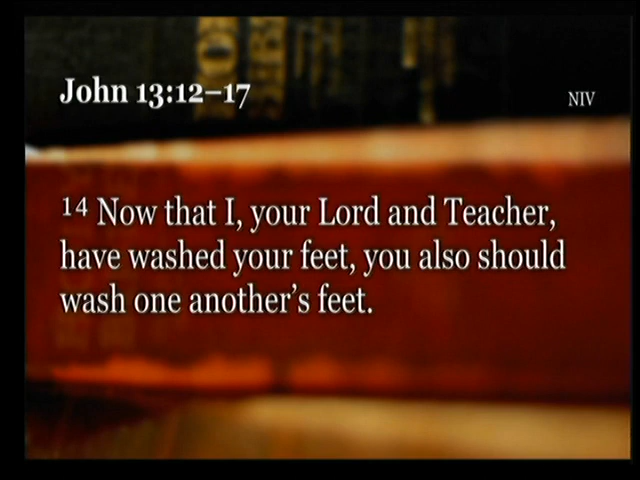 John 13:12–17
NIV
14 Now that I, your Lord and Teacher,
have washed your feet, you also should
wash one another’s feet.